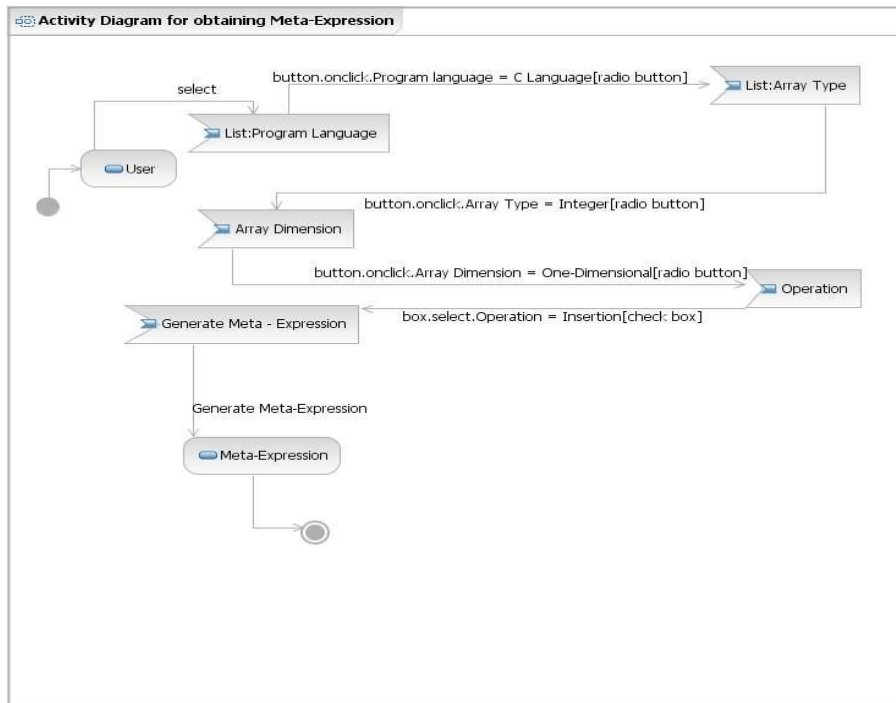 Activity Diagram for obtaining Meta-Expression
button.onclick.Program language = C Language[radio button]
List:Array Type
select
List:Program Language
User
button.onclick.Array Type = Integer[radio button]
Array Dimension
button.onclick.Array Dimension = One-Dimensional[radio button]
Operation
box.select.Operation = Insertion[check box]
Generate Meta - Expression
Generate Meta-Expression
Meta-Expression